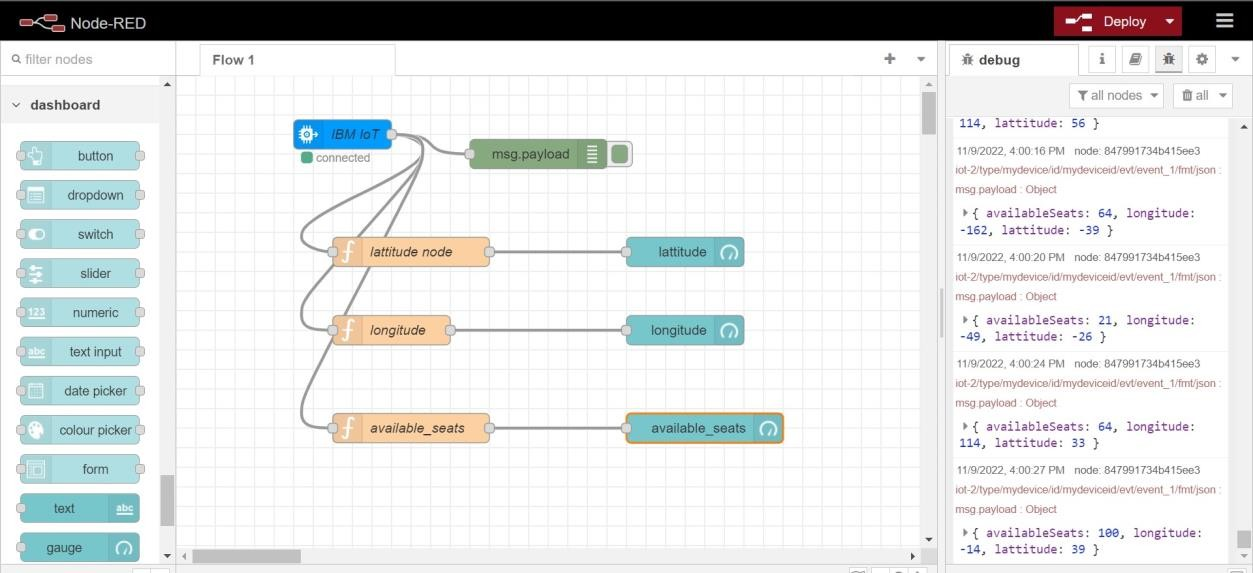 Node-RED
Deploy
filter nodes
Flow 1
debug
i
all nodes
all
dashboard
button
dropdown
switch
slider
123 numeric
abc text input
date picker
colour picker
form
text abc
gauge
IBM IoT
connected
msg.payload
f lattitude node
lattitude
f longitude
longitude
f available_seats
available_seats
114, lattitude: 56 }
11/9/2022, 4:00:16 PM node: 847991734b415ee3
iot-2/type/mydevice/id/mydeviceid/evt/event_1/fmt/json :
msg.payload : Object
{ availableSeats: 64, longitude:
-162, lattitude: -39 }
11/9/2022, 4:00:20 PM node: 847991734b415ee3
iot-2/type/mydevice/id/mydeviceid/evt/event_1/fmt/json :
msg.payload : Object
{ availableSeats: 21, longitude:
-49, lattitude: -26 }
11/9/2022, 4:00:24 PM node: 847991734b415ee3
iot-2/type/mydevice/id/mydeviceid/evt/event_1/fmt/json :
msg.payload : Object
{ availableSeats: 64, longitude:
114, lattitude: 33 }
11/9/2022, 4:00:27 PM node: 847991734b415ee3
iot-2/type/mydevice/id/mydeviceid/evt/event_1/fmt/json :
msg.payload : Object
{ availableSeats: 100, longitude:
-14, lattitude: 39 }